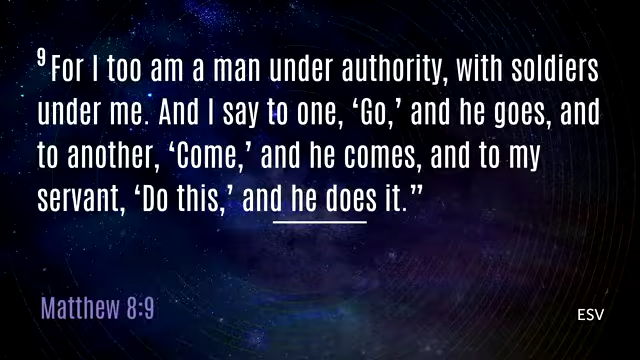 9 For I too am a man under authority, with soldiers
under me. And I say to one, ‘Go,’ and he goes, and
to another, ‘Come,’ and he comes, and to my
servant, ‘Do this,’ and he does it.”
Matthew 8:9
ESV